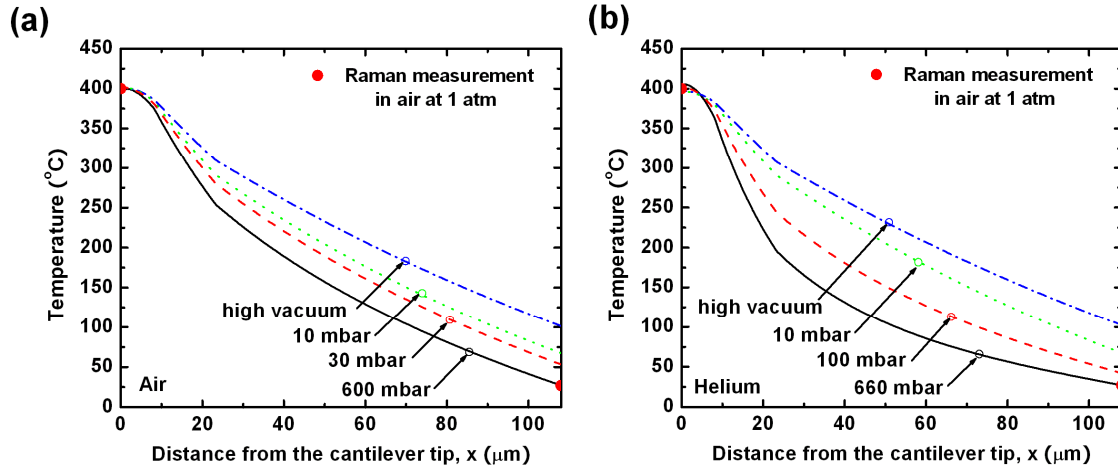 (a)
Raman measurement
in air at 1 atm
450
400
350
300
250
200
150
100
50
0
Temperature (°C)
high vacuum
10 mbar
30 mbar
600 mbar
Air
0 20 40 60 80 100
Distance from the cantilever tip, x (μm)
(b)
Raman measurement
in air at 1 atm
450
400
350
300
250
200
150
100
50
0
Temperature (°C)
high vacuum
10 mbar
100 mbar
660 mbar
Helium
0 20 40 60 80 100
Distance from the cantilever tip, x (μm)